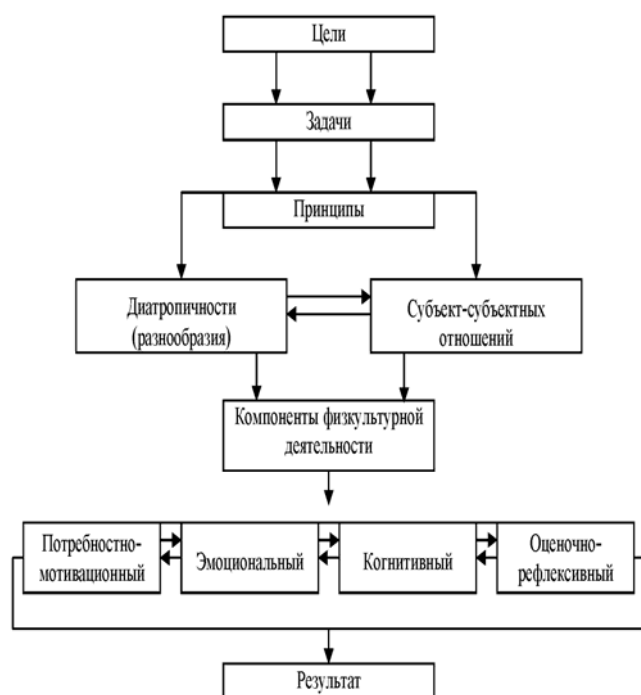 Цели
Задачи
Принципы
Диатропичности
(разнообразия)
Субъект-субъектных
отношений
Компоненты физкультурной
деятельности
Потребностно-
мотивационный
Эмоциональный
Когнитивный
Оценочно-
рефлексивный
Результат